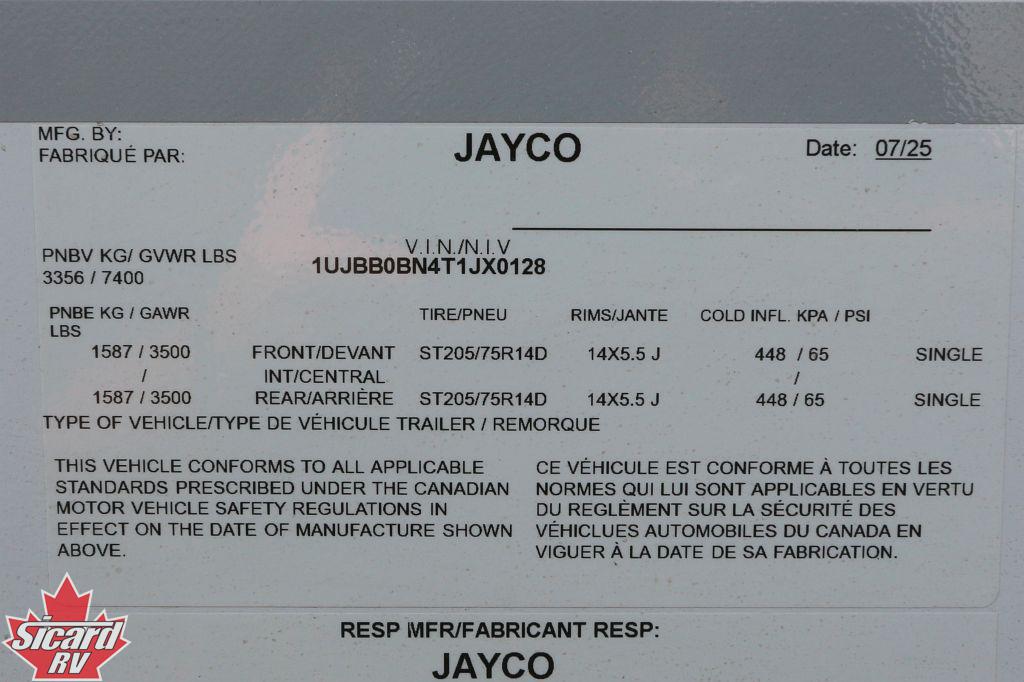 MFG. BY:
FABRIQUÉ PAR:
JAYCO
Date: 07/25
V.I.N./N.I.V
PNBV KG/ GVWR LBS
1UJBB0BN4T1JX0128
3356 / 7400
PNBE KG / GAWR LBS
TIRE/PNEU RIMS/JANTE COLD INFL. KPA / PSI
1587 / 3500 FRONT/DEVANT ST205/75R14D 14X5.5 J 448 / 65 SINGLE
/ INT/CENTRAL /
1587 / 3500 REAR/ARRIÈRE ST205/75R14D 14X5.5 J 448 / 65 SINGLE
TYPE OF VEHICLE/TYPE DE VÉHICULE TRAILER / REMORQUE
THIS VEHICLE CONFORMS TO ALL APPLICABLE
STANDARDS PRESCRIBED UNDER THE CANADIAN
MOTOR VEHICLE SAFETY REGULATIONS IN
EFFECT ON THE DATE OF MANUFACTURE SHOWN
ABOVE.
CE VÉHICULE EST CONFORME À TOUTES LES
NORMES QUI LUI SONT APPLICABLES EN VERTU
DU REGLÈMENT SUR LA SÉCURITÉ DES
VÉHICLUES AUTOMOBILES DU CANADA EN
VIGUER À LA DATE DE SA FABRICATION.
RESP MFR/FABRICANT RESP:
JAYCO
Sicard
RV